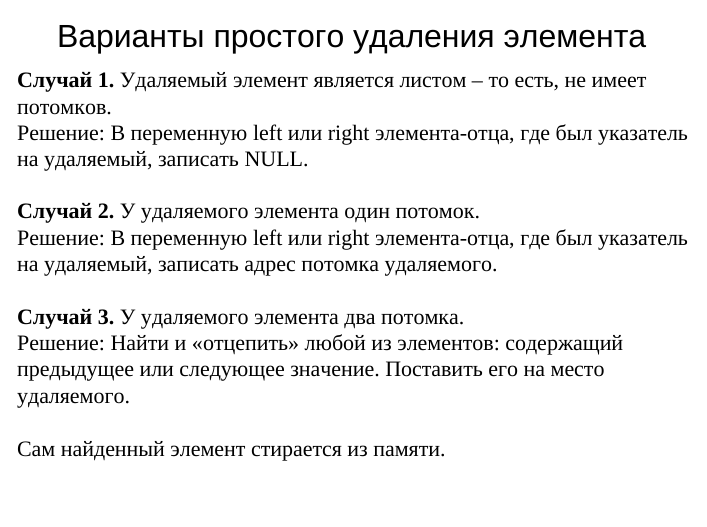 Варианты простого удаления элемента
Случай 1. Удаляемый элемент является листом – то есть, не имеет
потомков.
Решение: В переменную left или right элемента-отца, где был указатель
на удаляемый, записать NULL.
Случай 2. У удаляемого элемента один потомок.
Решение: В переменную left или right элемента-отца, где был указатель
на удаляемый, записать адрес потомка удаляемого.
Случай 3. У удаляемого элемента два потомка.
Решение: Найти и «отцепить» любой из элементов: содержащий
предыдущее или следующее значение. Поставить его на место
удаляемого.
Сам найденный элемент стирается из памяти.